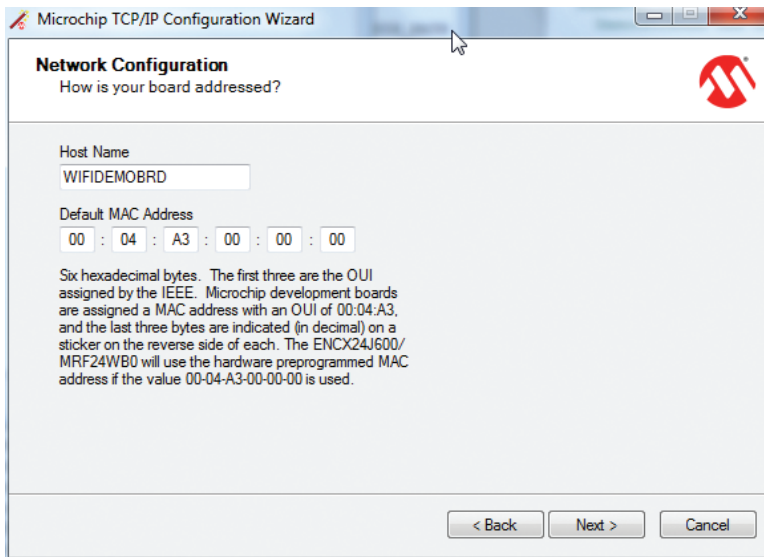 Microchip TCP/IP Configuration Wizard
Network Configuration
How is your board addressed?
Host Name
WIFIDEMOBRD
Default MAC Address
00 : 04 : A3 : 00 : 00 : 00
Six hexadecimal bytes.  The first three are the OUI
assigned by the IEEE.  Microchip development boards
are assigned a MAC address with an OUI of 00:04:A3,
and the last three bytes are indicated (in decimal) on a
sticker on the reverse side of each. The ENCX24J600/
MRF24WB0 will use the hardware preprogrammed MAC
address if the value 00-04-A3-00-00-00 is used.
< Back
Next >
Cancel